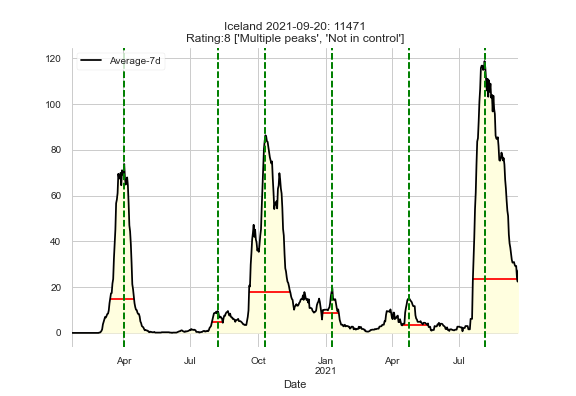 Iceland 2021-09-20: 11471
Rating:8 ['Multiple peaks', 'Not in control']
Average-7d
120
100
80
60
40
20
0
Apr Jul Oct Jan Apr Jul
2021
Date